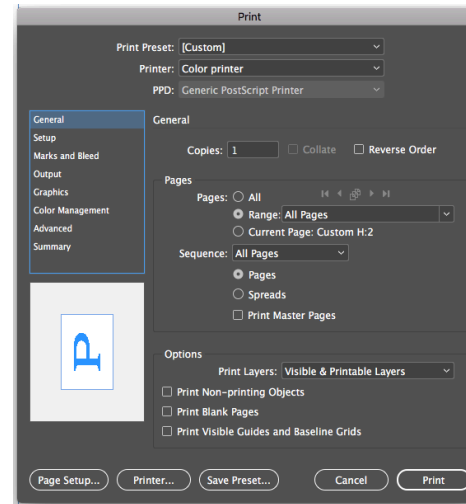 Print
Print Preset: [Custom]
Printer: Color printer
PPD: Generic PostScript Printer
General
Setup
Marks and Bleed
Output
Graphics
Color Management
Advanced
Summary
General
Copies: 1 Collate Reverse Order
Pages
Pages: All
Range: All Pages
Current Page: Custom H:2
Sequence: All Pages
Pages
Spreads
Print Master Pages
P
Options
Print Layers: Visible & Printable Layers
Print Non-printing Objects
Print Blank Pages
Print Visible Guides and Baseline Grids
Page Setup... Printer... Save Preset... Cancel Print